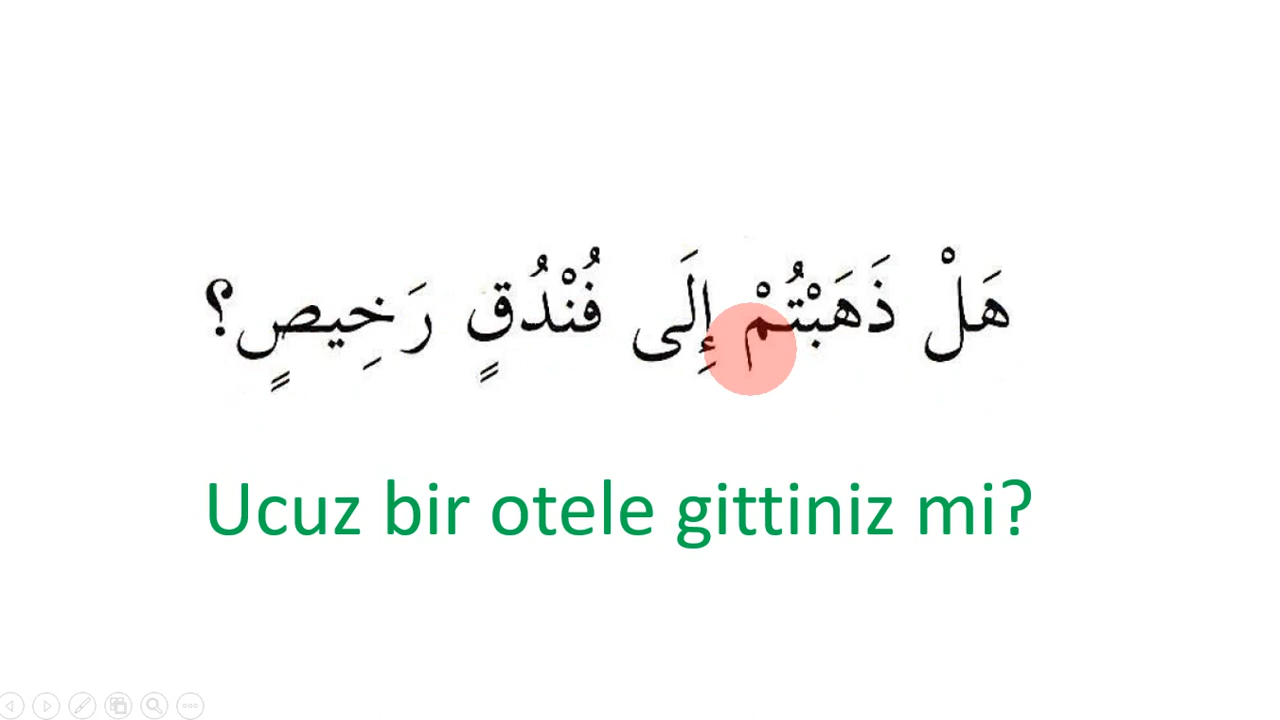 هَلْ ذَهَبْتُمْ إِلَى فُنْدُقٍ رَخِيصٍ؟
Ucuz bir otele gittiniz mi?